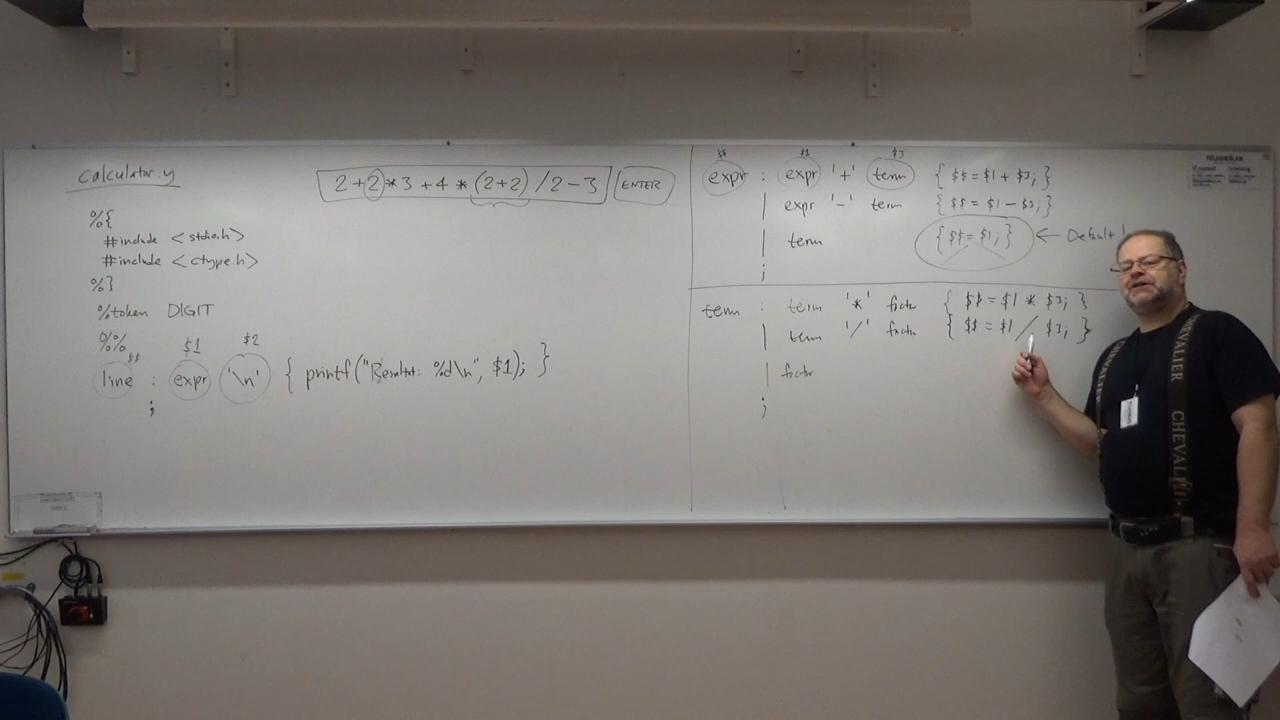 calculator.y
2+2*3+4*(2+2)/2-3 ENTER
%{
#include <stdio.h>
#include <ctype.h>
%}
%token DIGIT
%%
$$ $1 $2
line : expr '\n' { printf("Resultat: %d\n", $1); }
;
$$ $1 $3
expr : expr '+' term { $$ = $1 + $3; }
| expr '-' term { $$ = $1 - $3; }
| term { $$ = $1; } ← Default!
;
term : term '*' factor { $$ = $1 * $3; }
| term '/' factor { $$ = $1 / $3; }
| factor
;
CHEVALIER
CHEVALIER